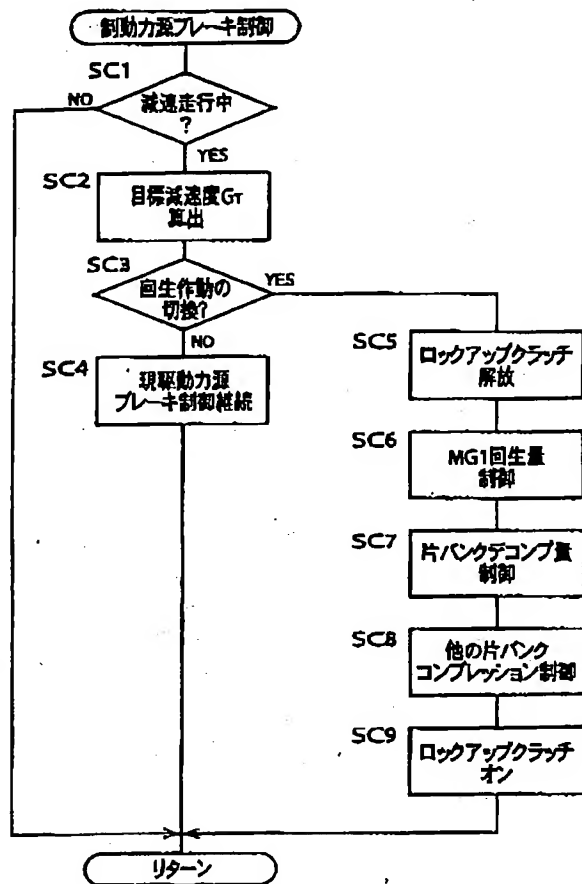 制動力源ブレーキ制御
SC1
NO
減速走行中
?
YES
SC2
目標減速度GT
算出
SC3
YES
回生作動の
切換?
NO
SC4
現駆動力源
ブレーキ制御継続
SC5
ロックアップクラッチ
解放
SC6
MG1回生量
制御
SC7
片バンクデコンプ量
制御
SC8
他の片バンク
コンプレッション制御
SC9
ロックアップクラッチ
オン
リターン